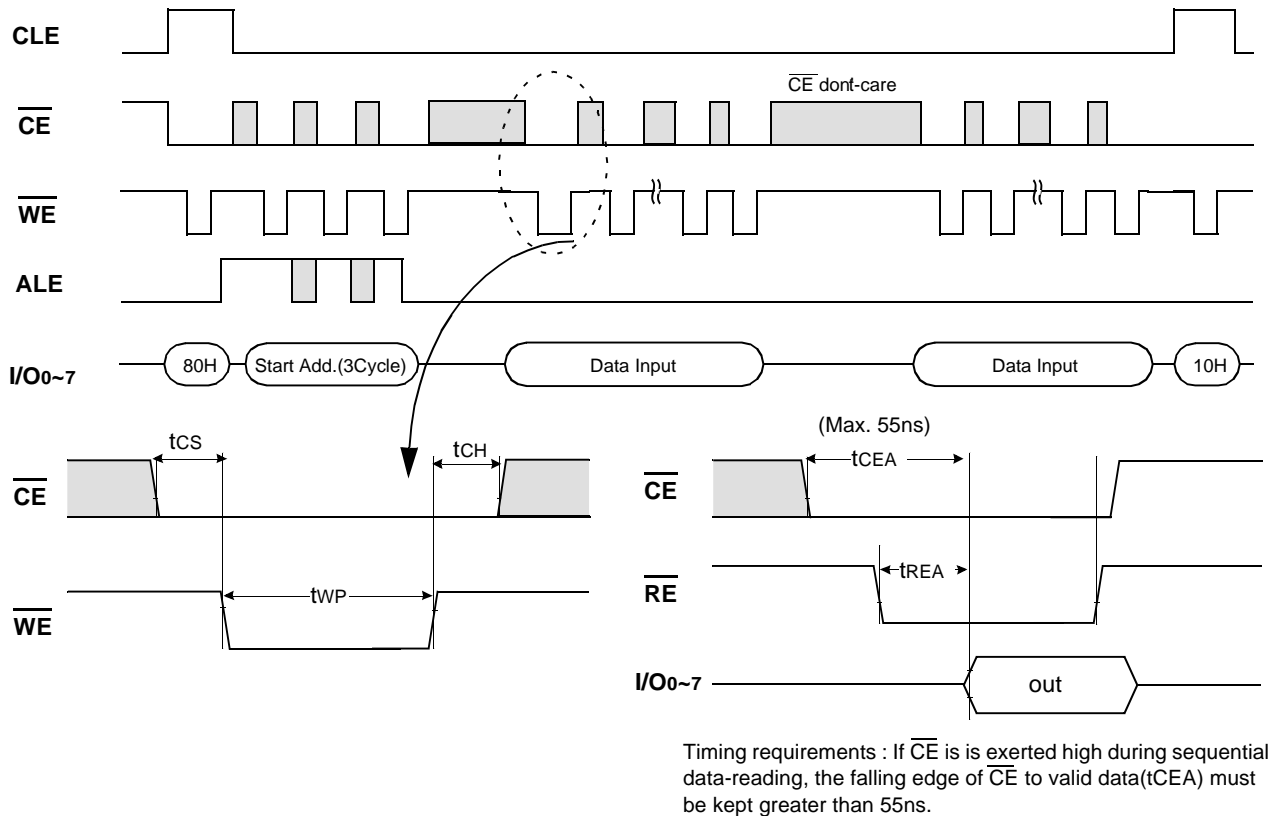 CLE
CE dont-care
CE
WE
ALE
I/O0~7
80H
Start Add.(3Cycle)
Data Input
Data Input
10H
tCS
tCH
CE
tWP
WE
(Max. 55ns)
tCEA
CE
tREA
RE
I/O0~7
out
Timing requirements : If CE is is exerted high during sequential
data-reading, the falling edge of CE to valid data(tCEA) must
be kept greater than 55ns.